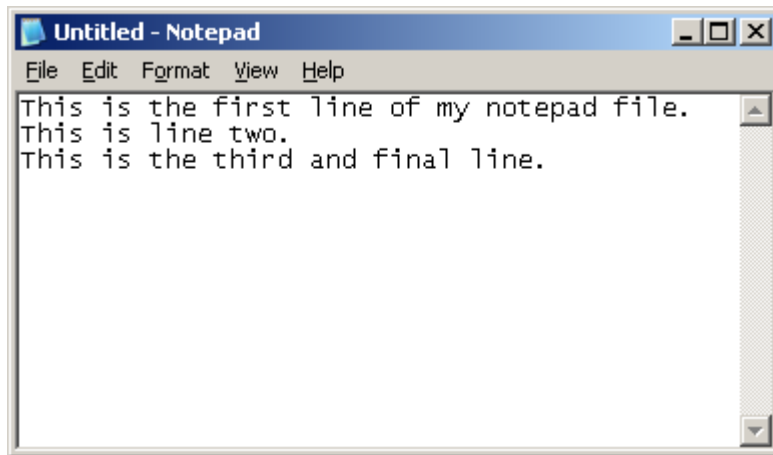 Untitled - Notepad
File Edit Format View Help
This is the first line of my notepad file.
This is line two.
This is the third and final line.